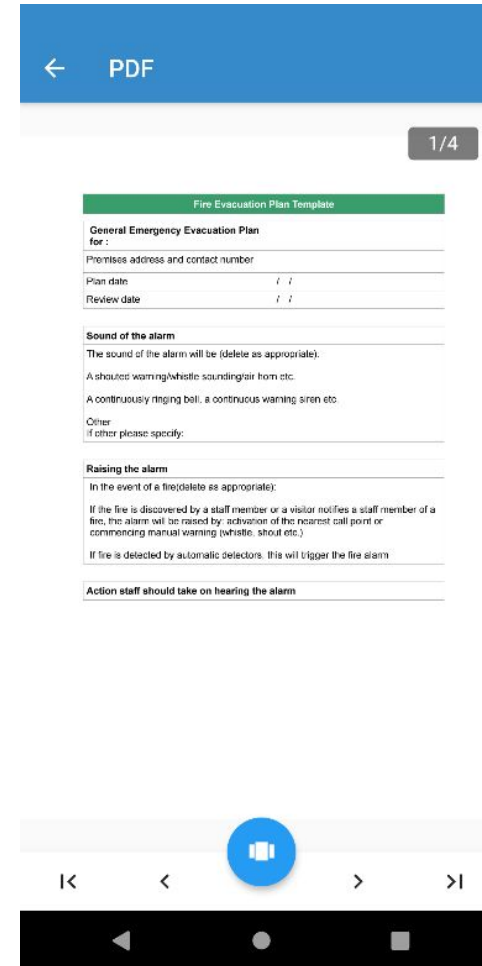 PDF
1/4
Fire Evacuation Plan Template
General Emergency Evacuation Plan
for :
Premises address and contact number
Plan date / /
Review date / /
Sound of the alarm
The sound of the alarm will be (delete as appropriate):
A shouted warning/whistle sounding/air horn etc.
A continuously ringing bell, a continuous warning siren etc.
Other
If other please specify:
Raising the alarm
In the event of a fire(delete as appropriate):
If the fire is discovered by a staff member or a visitor notifies a staff member of a
fire, the alarm will be raised by: activation of the nearest call point or
commencing manual warning (whistle, shout etc.)
If fire is detected by automatic detectors, this will trigger the fire alarm
Action staff should take on hearing the alarm